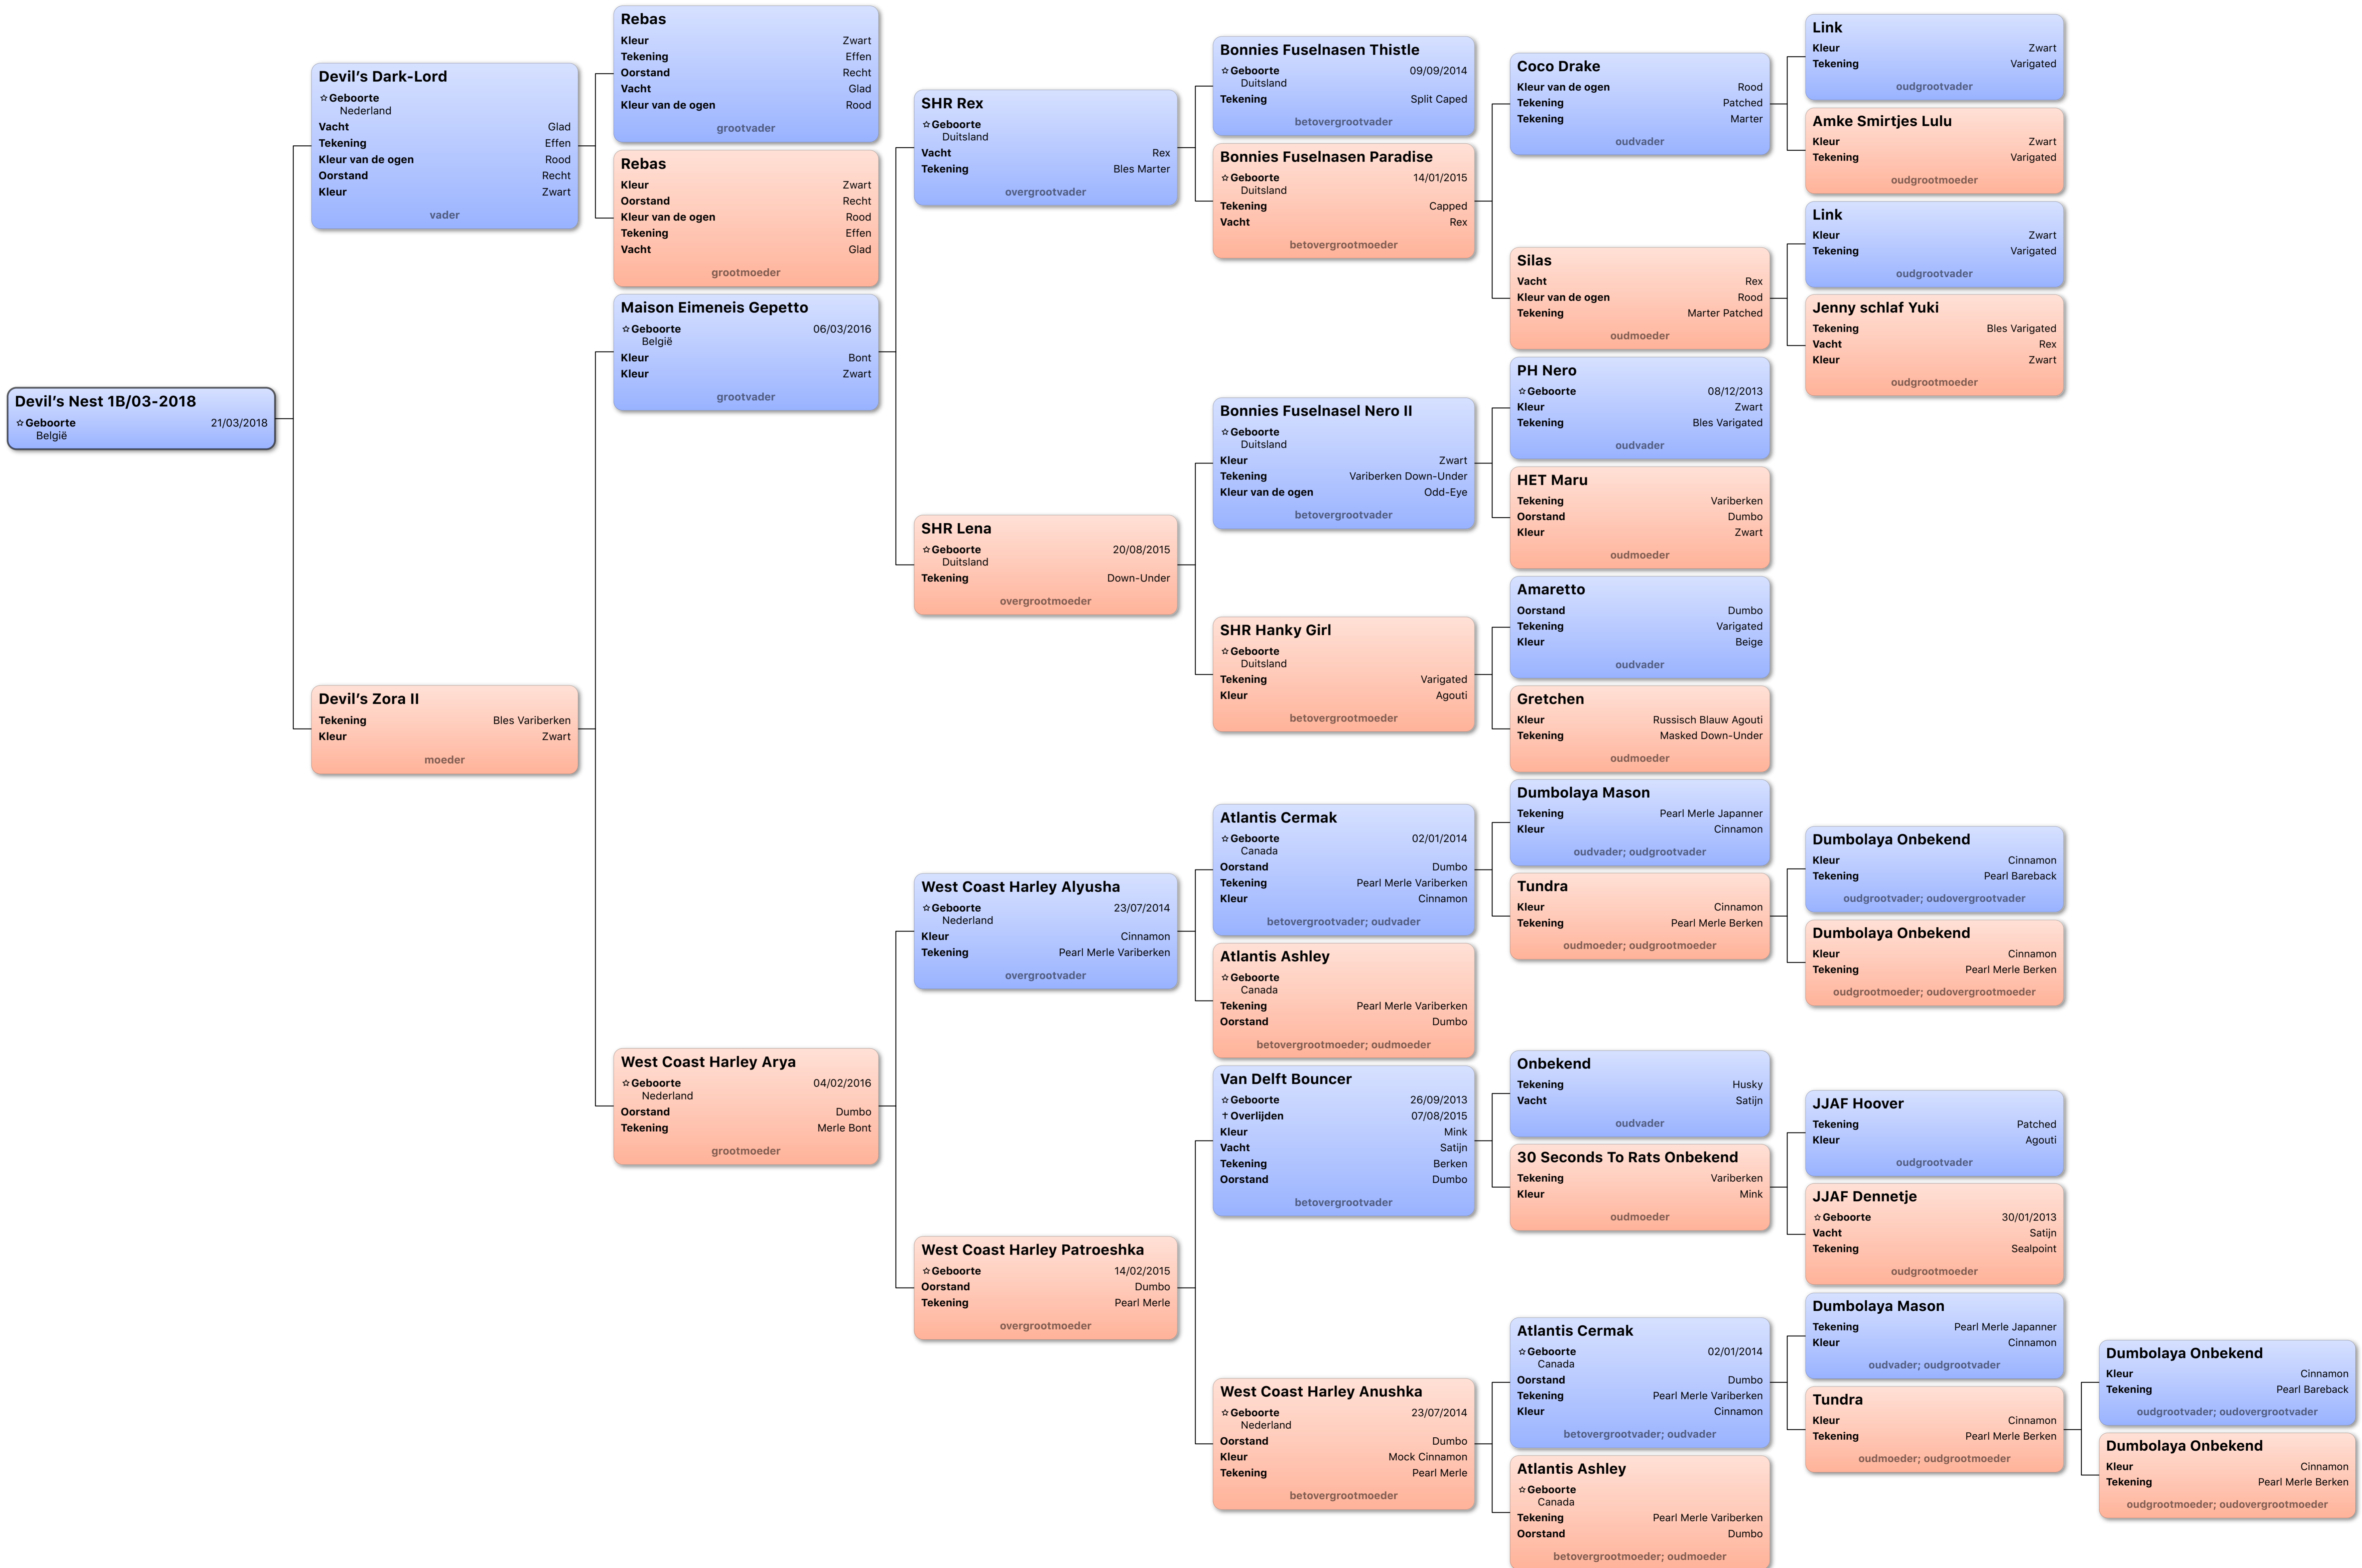 Devil's Nest 1B/03-2018
☆ Geboorte 21/03/2018
België
Devil's Dark-Lord
☆ Geboorte
Nederland
Vacht Glad
Tekening Effen
Kleur van de ogen Rood
Oorstand Recht
Kleur Zwart
vader
Devil's Zora II
Tekening Bles Variberken
Kleur Zwart
moeder
Rebas
Kleur Zwart
Tekening Effen
Oorstand Recht
Vacht Glad
Kleur van de ogen Rood
grootvader
Rebas
Kleur Zwart
Oorstand Recht
Kleur van de ogen Rood
Tekening Effen
Vacht Glad
grootmoeder
Maison Eimeneis Gepetto
☆ Geboorte 06/03/2016
België
Kleur Bont
Kleur Zwart
grootvader
West Coast Harley Arya
☆ Geboorte 04/02/2016
Nederland
Oorstand Dumbo
Tekening Merle Bont
grootmoeder
SHR Rex
☆ Geboorte
Duitsland
Vacht Rex
Tekening Bles Marter
overgrootvader
SHR Lena
☆ Geboorte 20/08/2015
Duitsland
Tekening Down-Under
overgrootmoeder
West Coast Harley Alyusha
☆ Geboorte 23/07/2014
Nederland
Kleur Cinnamon
Tekening Pearl Merle Variberken
overgrootvader
West Coast Harley Patroeshka
☆ Geboorte 14/02/2015
Oorstand Dumbo
Tekening Pearl Merle
overgrootmoeder
Bonnies Fuselnasen Thistle
☆ Geboorte 09/09/2014
Duitsland
Tekening Split Caped
betovergrootvader
Bonnies Fuselnasen Paradise
☆ Geboorte 14/01/2015
Duitsland
Tekening Capped
Vacht Rex
betovergrootmoeder
Bonnies Fuselnasel Nero II
☆ Geboorte
Duitsland
Kleur Zwart
Tekening Variberken Down-Under
Kleur van de ogen Odd-Eye
betovergrootvader
SHR Hanky Girl
☆ Geboorte
Duitsland
Tekening Varigated
Kleur Agouti
betovergrootmoeder
Atlantis Cermak
☆ Geboorte 02/01/2014
Canada
Oorstand Dumbo
Tekening Pearl Merle Variberken
Kleur Cinnamon
betovergrootvader; oudvader
Atlantis Ashley
☆ Geboorte
Canada
Tekening Pearl Merle Variberken
Oorstand Dumbo
betovergrootmoeder; oudmoeder
Van Delft Bouncer
☆ Geboorte 26/09/2013
✝ Overlijden 07/08/2015
Kleur Mink
Vacht Satijn
Tekening Berken
Oorstand Dumbo
betovergrootvader
West Coast Harley Anushka
☆ Geboorte 23/07/2014
Nederland
Oorstand Dumbo
Kleur Mock Cinnamon
Tekening Pearl Merle
betovergrootmoeder
Coco Drake
Kleur van de ogen Rood
Tekening Patched
Tekening Marter
oudvader
Silas
Vacht Rex
Kleur van de ogen Rood
Tekening Marter Patched
oudmoeder
PH Nero
☆ Geboorte 08/12/2013
Kleur Zwart
Tekening Bles Varigated
oudvader
HET Maru
Tekening Variberken
Oorstand Dumbo
Kleur Zwart
oudmoeder
Amaretto
Oorstand Dumbo
Tekening Varigated
Kleur Beige
oudvader
Gretchen
Kleur Russisch Blauw Agouti
Tekening Masked Down-Under
oudmoeder
Dumbolaya Mason
Tekening Pearl Merle Japanner
Kleur Cinnamon
oudvader; oudgrootvader
Tundra
Kleur Cinnamon
Tekening Pearl Merle Berken
oudmoeder; oudgrootmoeder
Onbekend
Tekening Husky
Vacht Satijn
oudvader
30 Seconds To Rats Onbekend
Tekening Variberken
Kleur Mink
oudmoeder
Atlantis Cermak
☆ Geboorte 02/01/2014
Canada
Oorstand Dumbo
Tekening Pearl Merle Variberken
Kleur Cinnamon
betovergrootvader; oudvader
Atlantis Ashley
☆ Geboorte
Canada
Tekening Pearl Merle Variberken
Oorstand Dumbo
betovergrootmoeder; oudmoeder
Link
Kleur Zwart
Tekening Varigated
oudgrootvader
Amke Smirtjes Lulu
Kleur Zwart
Tekening Varigated
oudgrootmoeder
Link
Kleur Zwart
Tekening Varigated
oudgrootvader
Jenny schlaf Yuki
Tekening Bles Varigated
Vacht Rex
Kleur Zwart
oudgrootmoeder
Dumbolaya Onbekend
Kleur Cinnamon
Tekening Pearl Bareback
oudgrootvader; oudovergrootvader
Dumbolaya Onbekend
Kleur Cinnamon
Tekening Pearl Merle Berken
oudgrootmoeder; oudovergrootmoeder
JJAF Hoover
Tekening Patched
Kleur Agouti
oudgrootvader
JJAF Dennetje
☆ Geboorte 30/01/2013
Vacht Satijn
Tekening Sealpoint
oudgrootmoeder
Dumbolaya Mason
Tekening Pearl Merle Japanner
Kleur Cinnamon
oudvader; oudgrootvader
Tundra
Kleur Cinnamon
Tekening Pearl Merle Berken
oudmoeder; oudgrootmoeder
Dumbolaya Onbekend
Kleur Cinnamon
Tekening Pearl Bareback
oudgrootvader; oudovergrootvader
Dumbolaya Onbekend
Kleur Cinnamon
Tekening Pearl Merle Berken
oudgrootmoeder; oudovergrootmoeder